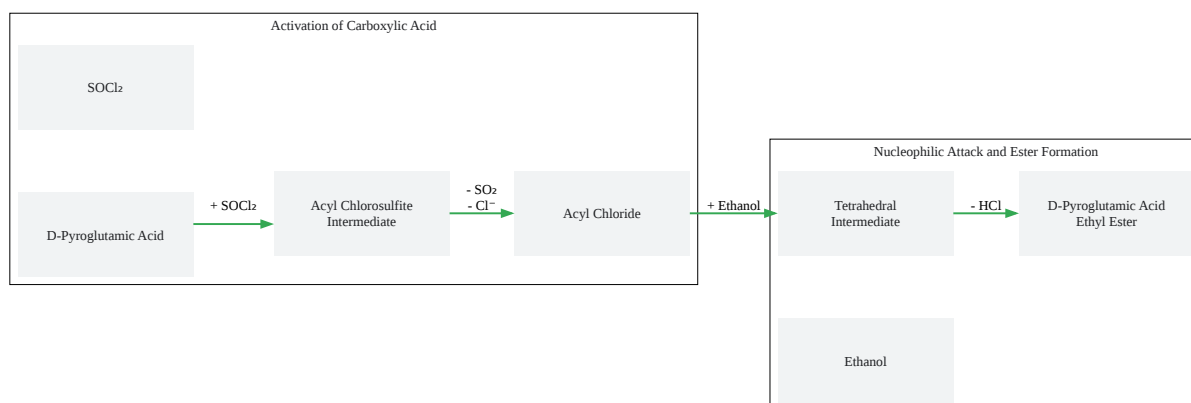 Activation of Carboxylic Acid
SOCl₂
D-Pyroglutamic Acid
+ SOCl₂
Acyl Chlorosulfite
Intermediate
- SO₂
- Cl⁻
Acyl Chloride
+ Ethanol
Nucleophilic Attack and Ester Formation
Tetrahedral
Intermediate
- HCl
D-Pyroglutamic Acid
Ethyl Ester
Ethanol